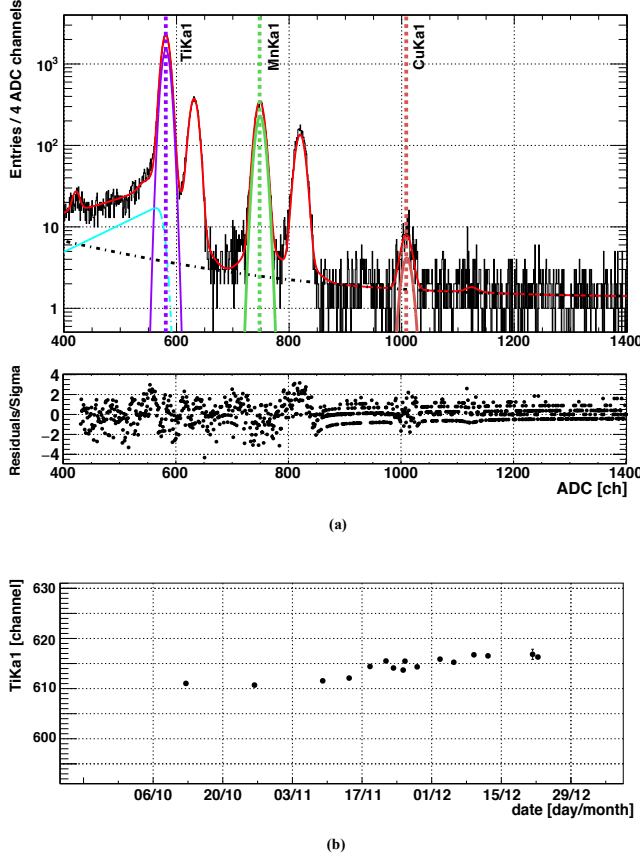 Entries / 4 ADC channels
10³
10²
10
1
TiKa1
MnKa1
CuKa1
400 600 800 1000 1200 1400
Residuals/Sigma
4
2
0
−2
−4
400 600 800 1000 1200 1400
ADC [ch]
(a)
TiKa1 [channel]
630
620
610
600
06/10 20/10 03/11 17/11 01/12 15/12 29/12
date [day/month]
(b)